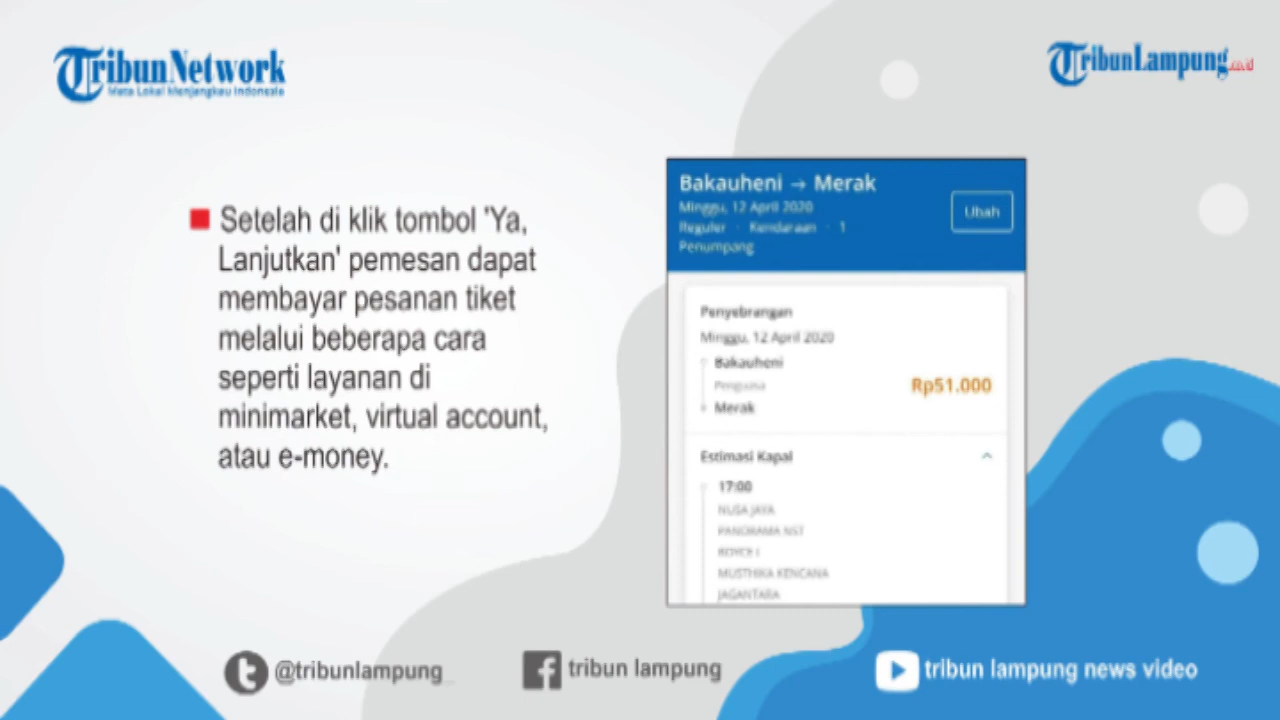 Tribun Network
Mata Lokal Menjangkau Indonesia
TribunLampung.co.id
Setelah di klik tombol 'Ya,
Lanjutkan' pemesan dapat
membayar pesanan tiket
melalui beberapa cara
seperti layanan di
minimarket, virtual account,
atau e-money.
Bakauheni → Merak
Minggu, 12 April 2020
Reguler · Kendaraan · 1
Penumpang
Ubah
Penyebrangan
Minggu, 12 April 2020
Bakauheni
Rp51.000
Merak
Estimasi Kapal
17:00
NUSA JAYA
PANORAMA NST
ROYCE I
MUSTHIKA KENCANA
JAGANTARA
@tribunlampung
tribun lampung
tribun lampung news video